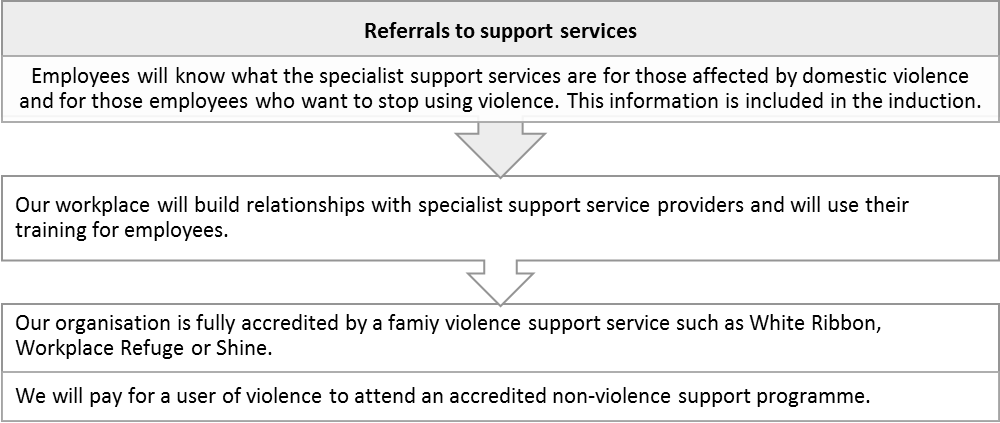 Referrals to support services
Employees will know what the specialist support services are for those affected by domestic violence
and for those employees who want to stop using violence. This information is included in the induction.
Our workplace will build relationships with specialist support service providers and will use their
training for employees.
Our organisation is fully accredited by a famiy violence support service such as White Ribbon,
Workplace Refuge or Shine.
We will pay for a user of violence to attend an accredited non-violence support programme.